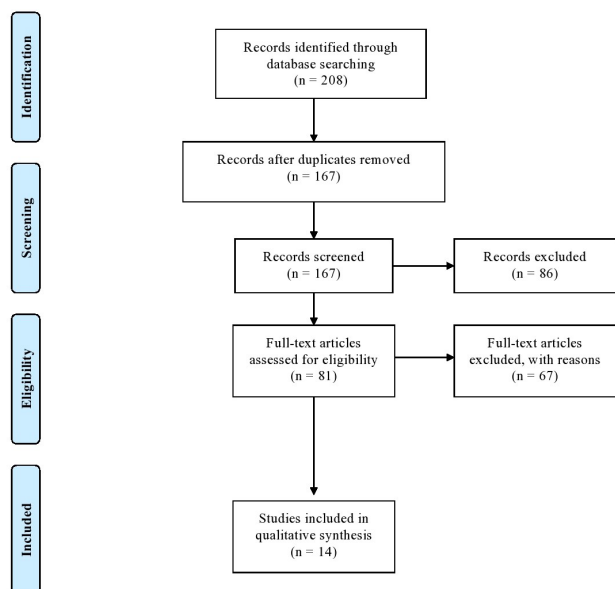 Identification
Records identified through
database searching
(n = 208)
Records after duplicates removed
(n = 167)
Screening
Records screened
(n = 167)
Records excluded
(n = 86)
Eligibility
Full-text articles
assessed for eligibility
(n = 81)
Full-text articles
excluded, with reasons
(n = 67)
Included
Studies included in
qualitative synthesis
(n = 14)